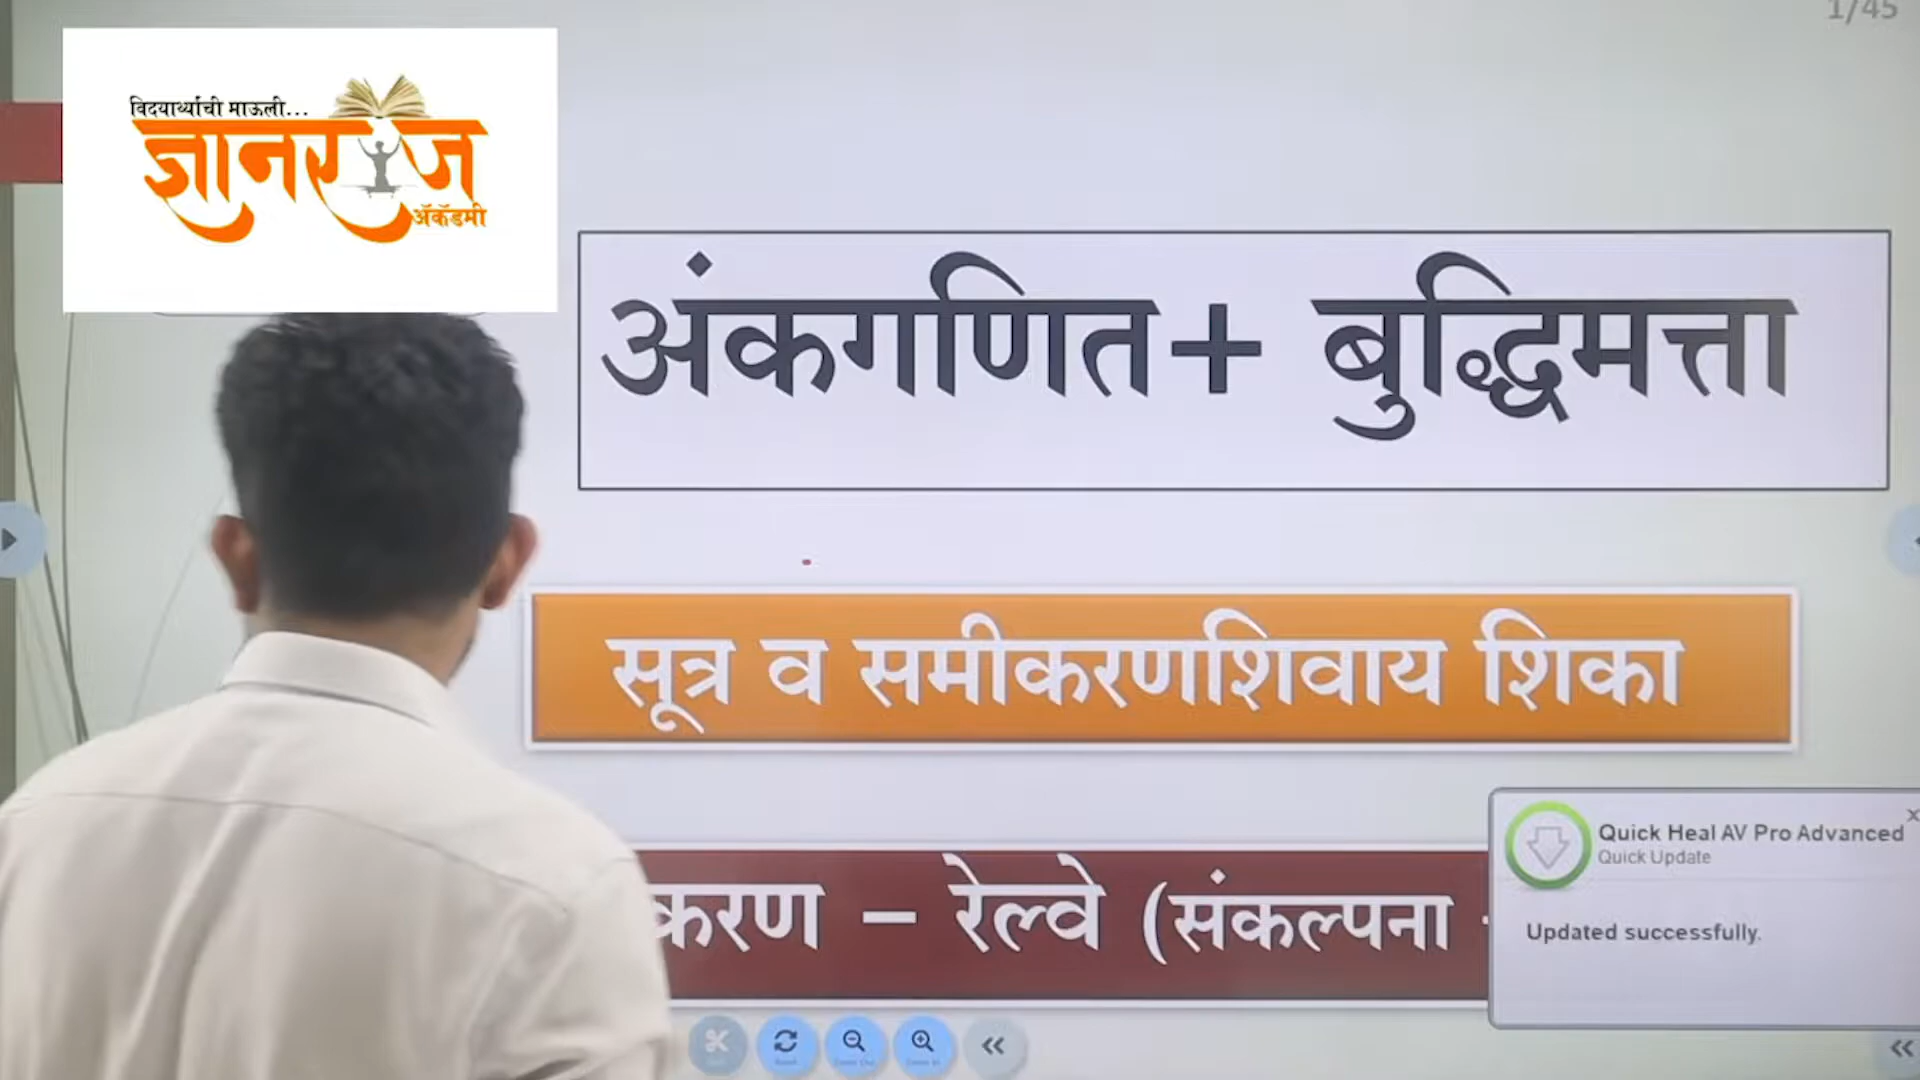 1/45
विदयार्थ्यांची माऊली...
ज्ञानराज
ॲकॅडमी
अंकगणित+ बुद्धिमत्ता
सूत्र व समीकरणशिवाय शिका
करण – रेल्वे (संकल्पना
Quick Heal AV Pro Advanced
Quick Update
Updated successfully.